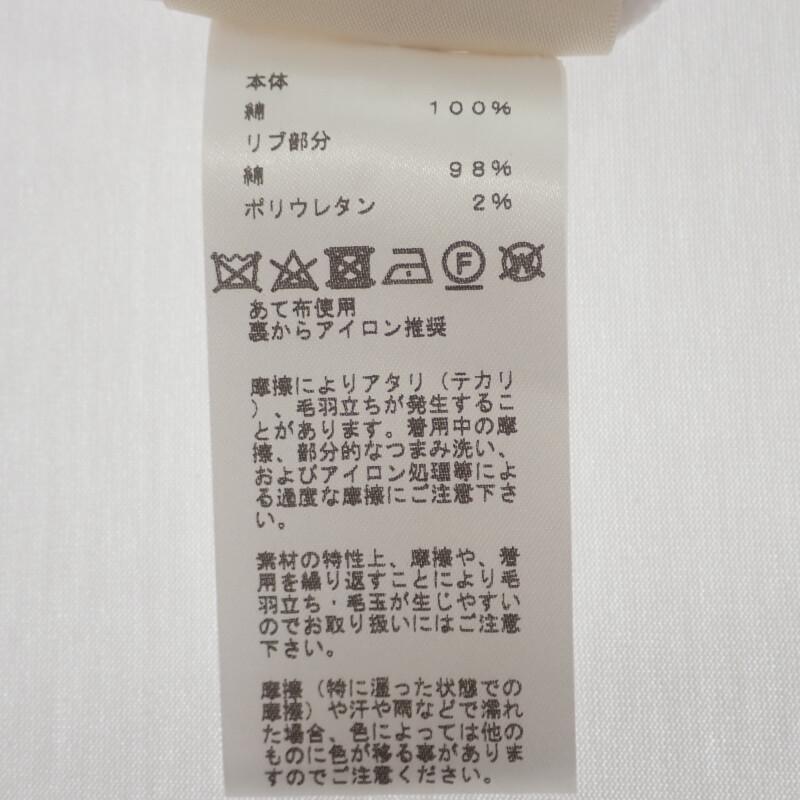 本体
綿 100%
リブ部分
綿 98%
ポリウレタン 2%
F W
あて布使用
裏からアイロン推奨
摩擦によりアタリ（テカリ
）、毛羽立ちが発生するこ
とがあります。着用中の摩
擦、部分的なつまみ洗い、
およびアイロン処理等によ
る過度な摩擦にご注意下さ
い。
素材の特性上、摩擦や、着
用を繰り返すことにより毛
羽立ち・毛玉が生じやすい
のでお取り扱いにはご注意
下さい。
摩擦（特に湿った状態での
摩擦）や汗や雨などで濡れ
た場合、色によっては他の
ものに色が移る事がありま
すのでご注意ください。